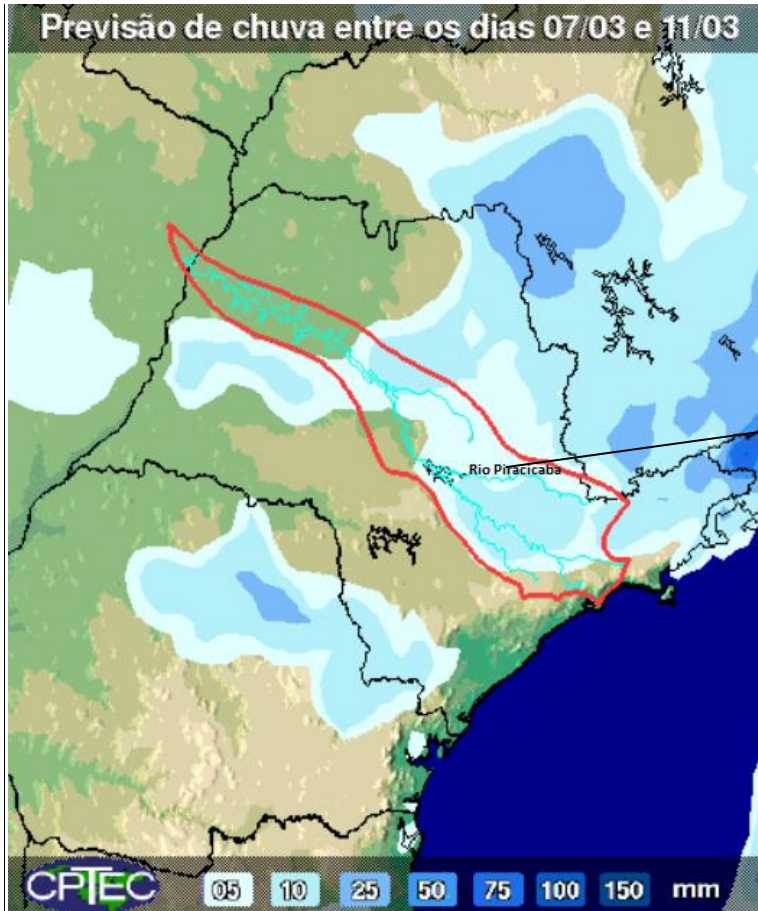 Previsão de chuva entre os dias 07/03 e 11/03
Rio Piracicaba
CPTEC 05 10 25 50 75 100 150 mm